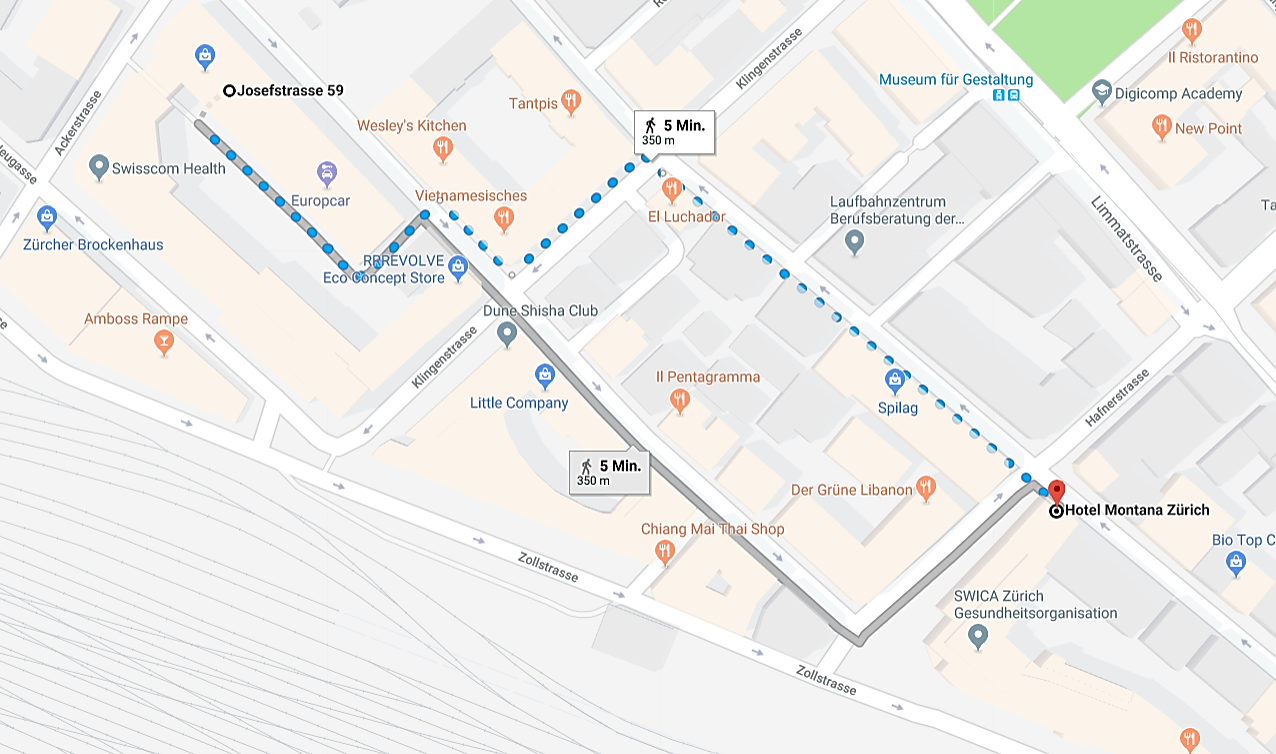 Klingenstrasse
Il Ristorantino
Museum für Gestaltung
Josefstrasse 59
Digicomp Academy
Tantpis
Ackerstrasse
Wesley's Kitchen
5 Min.
350 m
New Point
Swisscom Health
Europcar
Vietnamesisches
El Luchador
Laufbahnzentrum
Berufsberatung der...
Limmatstrasse
Zürcher Brockenhaus
RRREVOLVE
Eco Concept Store
Amboss Rampe
Dune Shisha Club
Klingenstrasse
Il Pentagramma
Little Company
Spilag
Hafnerstrasse
5 Min.
350 m
Der Grüne Libanon
Hotel Montana Zürich
Chiang Mai Thai Shop
Bio Top C
Zollstrasse
SWICA Zürich
Gesundheitsorganisation
Zollstrasse